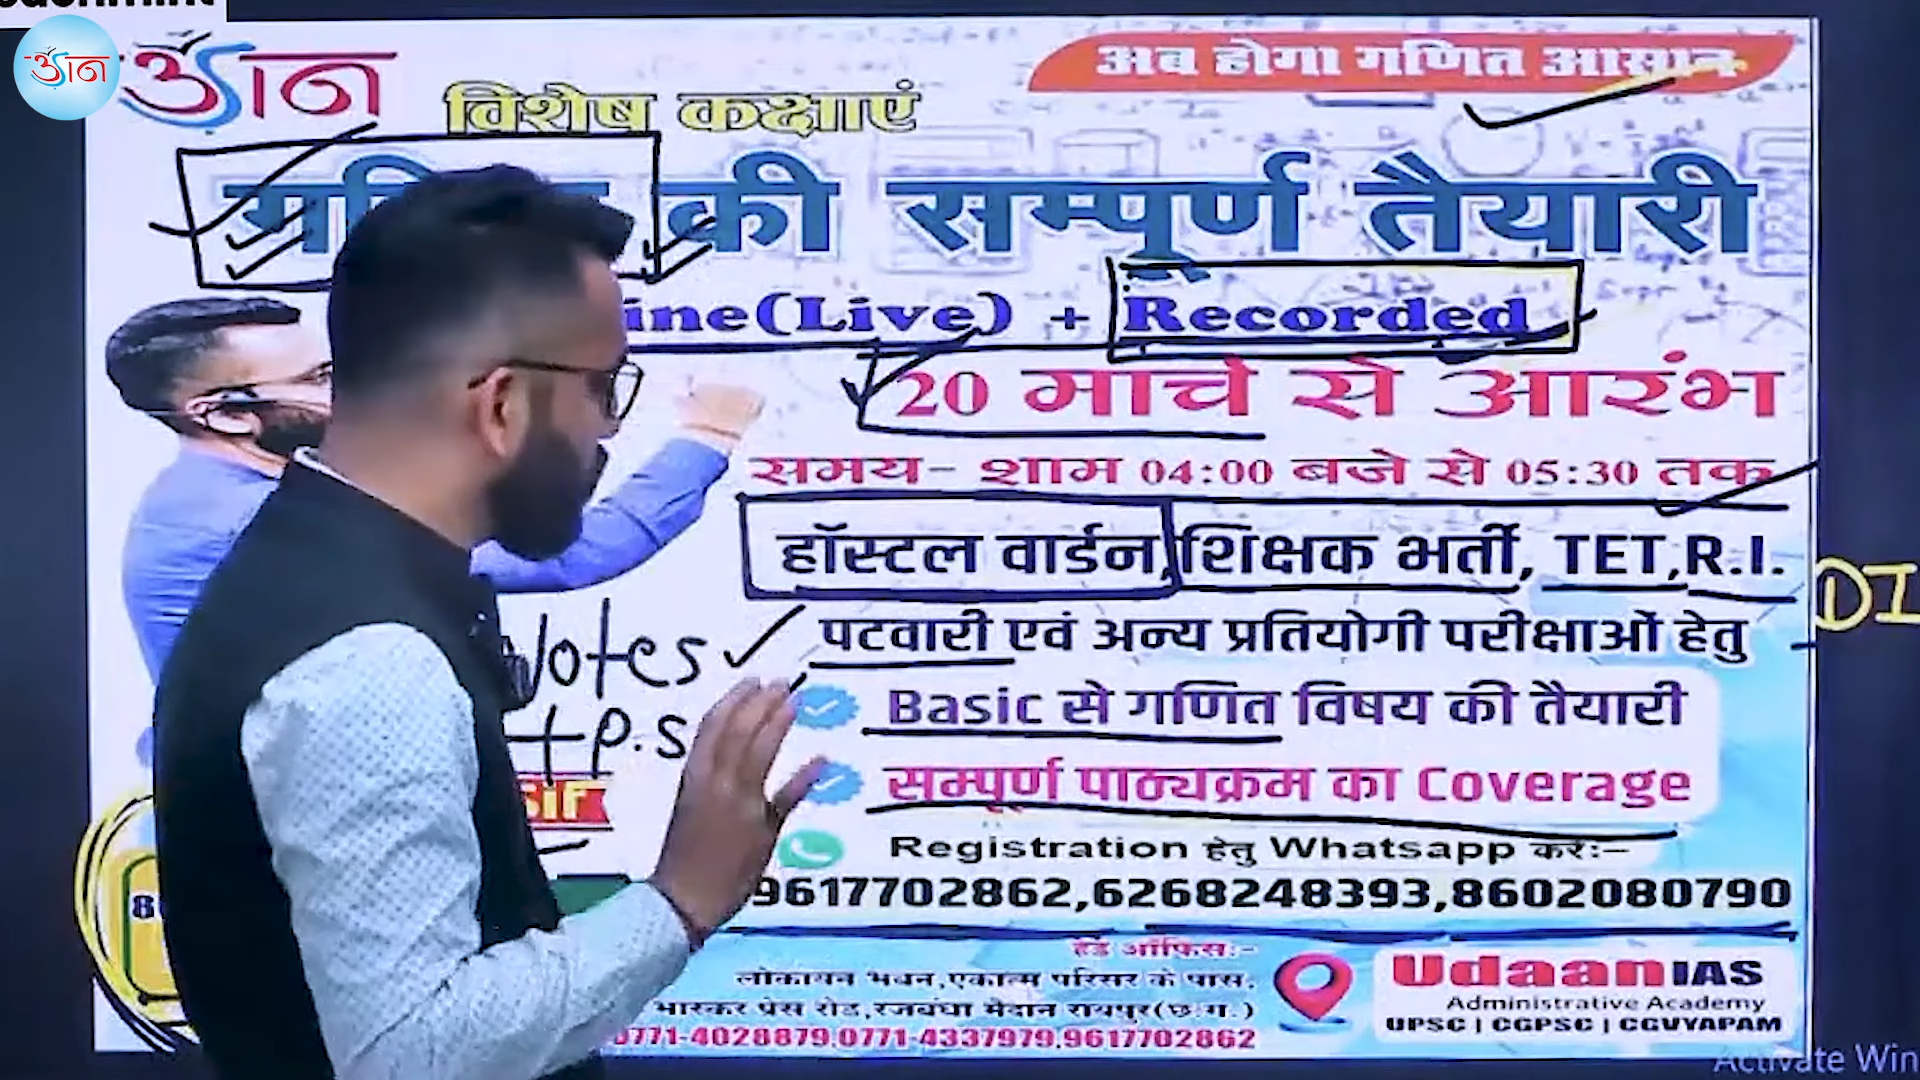 उड़ान
उड़ान
अब होगा गणित आसान
विशेष कक्षाएं
की सम्पूर्ण तैयारी
ine(Live) + Recorded
20 मार्च से आरंभ
समय- शाम 04:00 बजे से 05:30 तक
हॉस्टल वार्डन,शिक्षक भर्ती, TET,R.I.
DI
पटवारी एवं अन्य प्रतियोगी परीक्षाओं हेतु
Notes
+P.S
Basic से गणित विषय की तैयारी
सम्पूर्ण पाठ्यक्रम का Coverage
Registration हेतु Whatsapp करें:-
9617702862,6268248393,8602080790
हेड ऑफिस:-
लोकायन भवन,एकात्म परिसर के पास,
भास्कर प्रेस रोड,रजबंधा मैदान रायपुर(छ.ग.)
0771-4028879,0771-4337979,9617702862
Udaan IAS
Administrative Academy
UPSC | CGPSC | CGVYAPAM
Activate Win